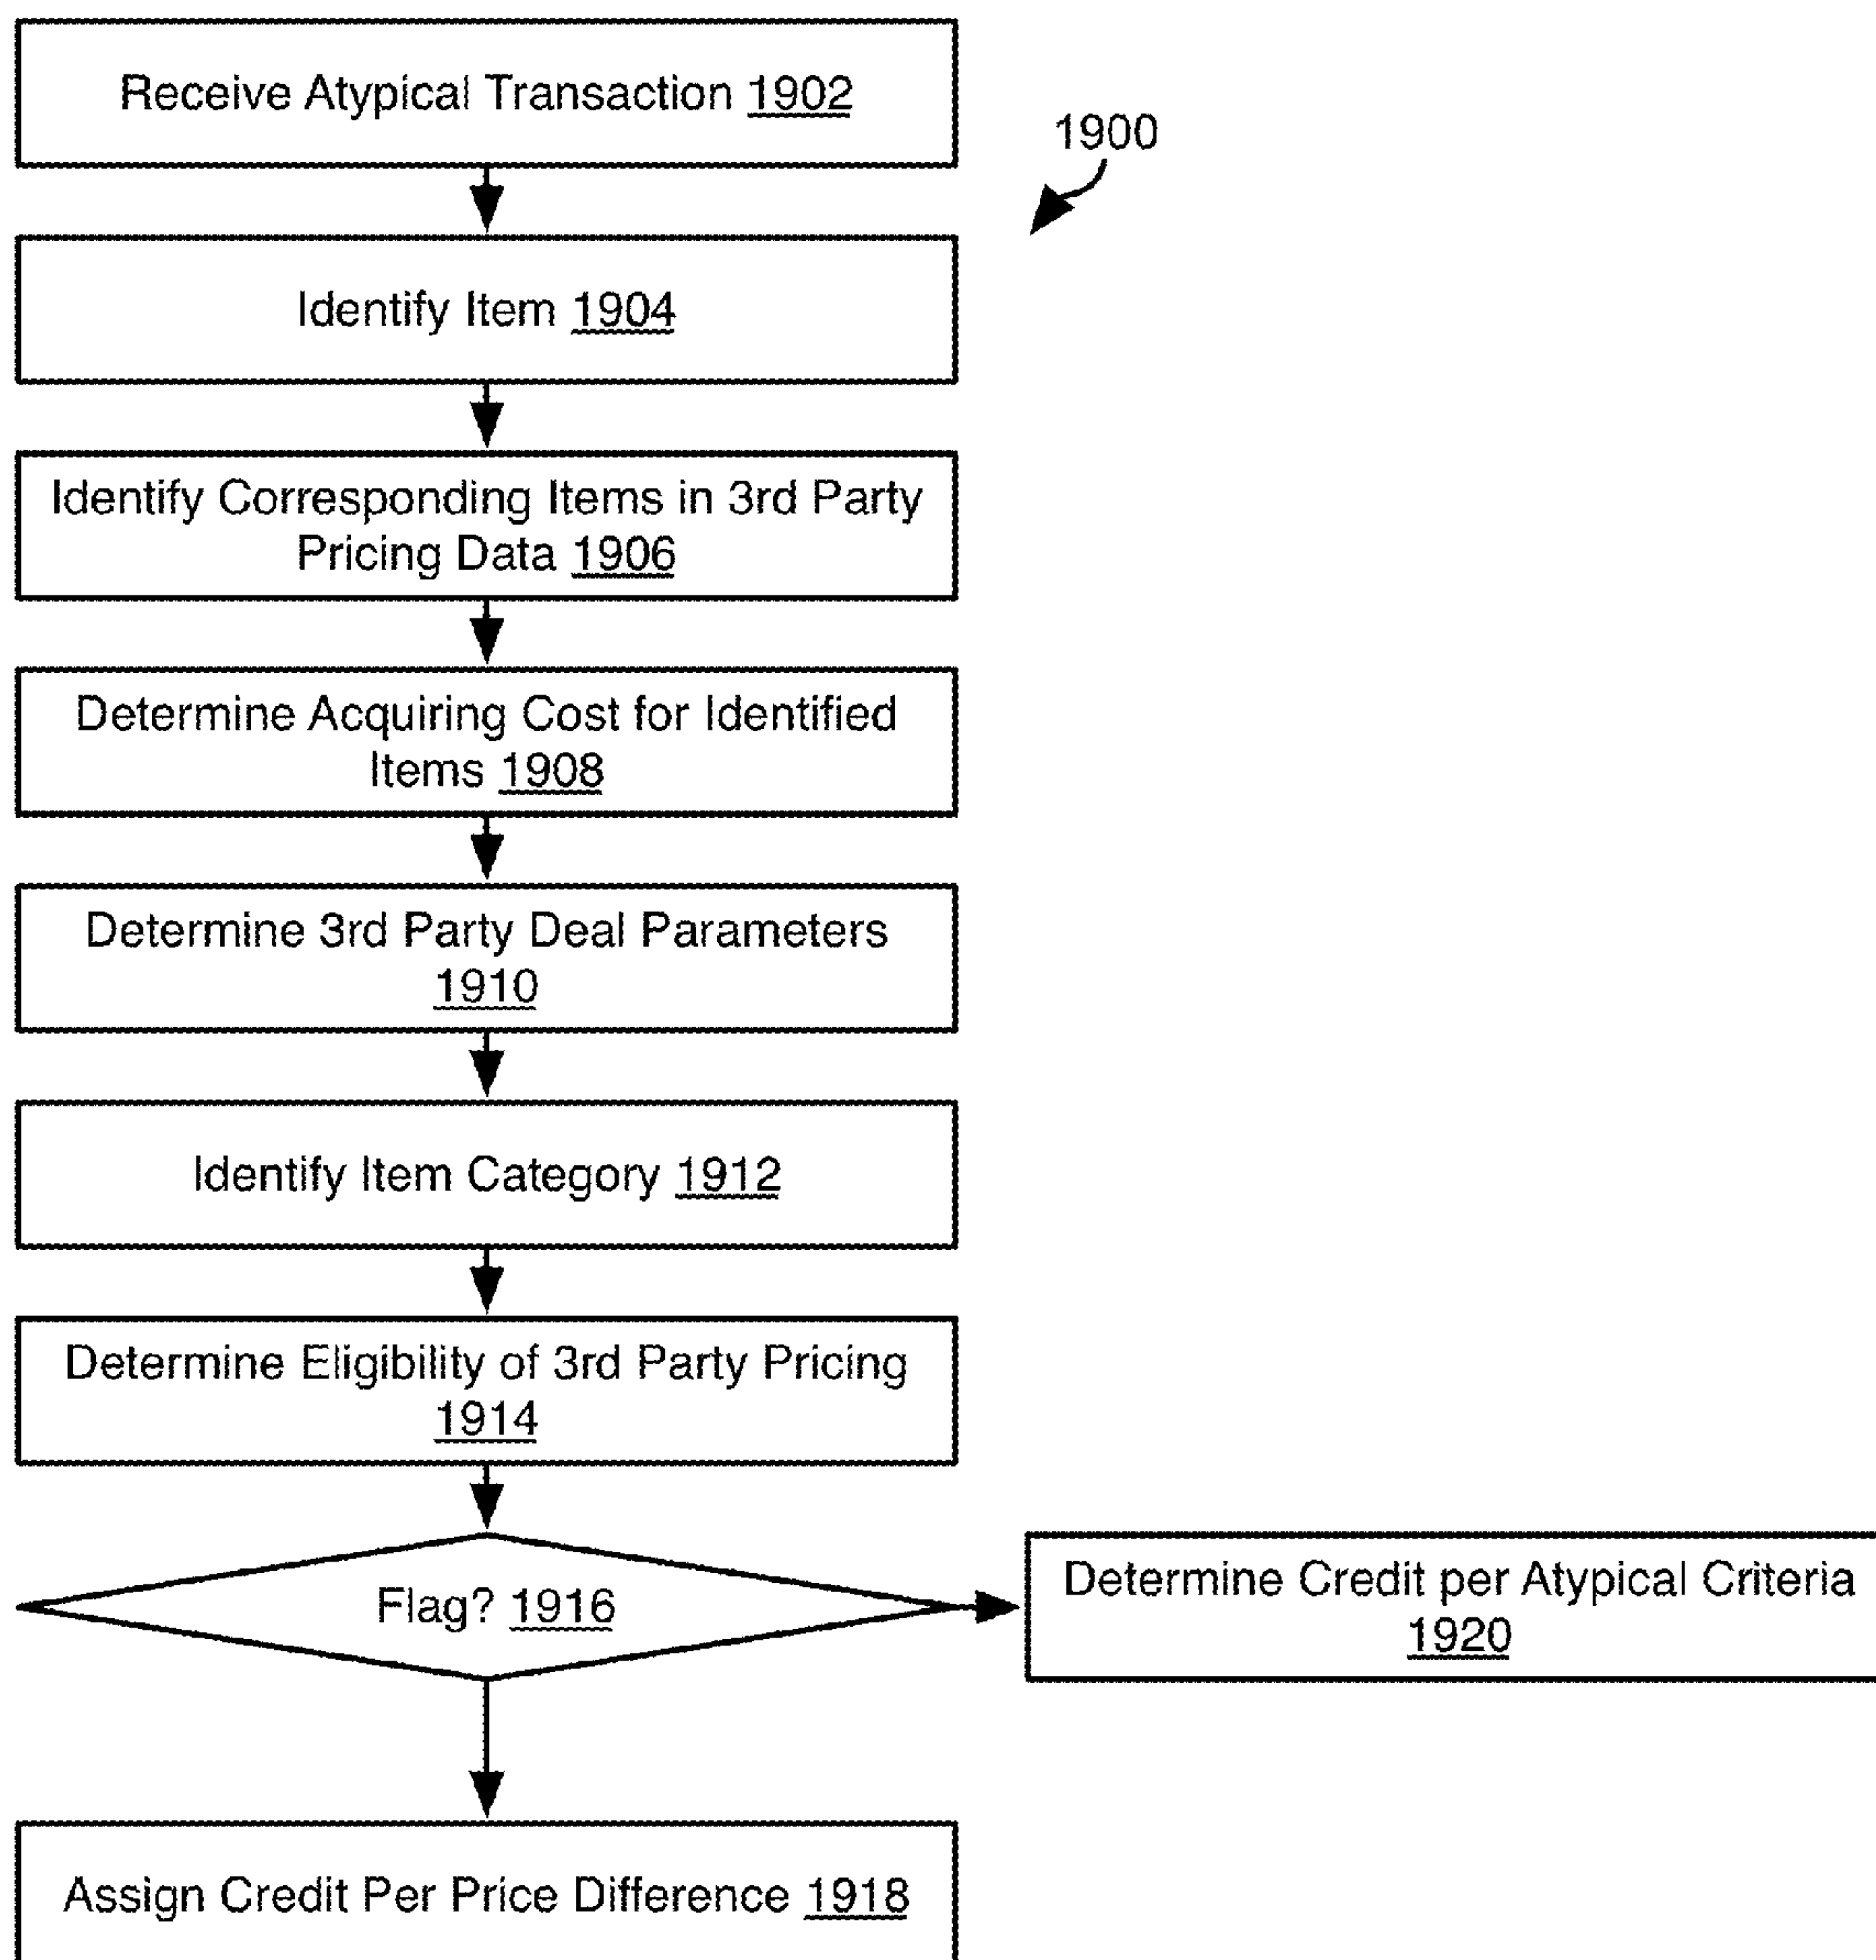 Receive Atypical Transaction 1902
1900
Identify Item 1904
Identify Corresponding Items in 3rd Party
Pricing Data 1906
Determine Acquiring Cost for Identified
Items 1908
Determine 3rd Party Deal Parameters
1910
Identify Item Category 1912
Determine Eligibility of 3rd Party Pricing
1914
Flag? 1916
Determine Credit per Atypical Criteria
1920
Assign Credit Per Price Difference 1918